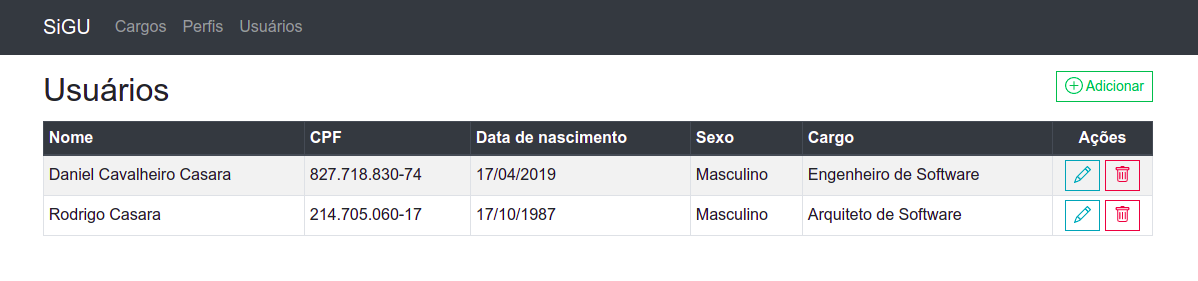 SiGU Cargos Perfis Usuários
Usuários
Adicionar
Nome CPF Data de nascimento Sexo Cargo Ações
Daniel Cavalheiro Casara 827.718.830-74 17/04/2019 Masculino Engenheiro de Software
Rodrigo Casara 214.705.060-17 17/10/1987 Masculino Arquiteto de Software